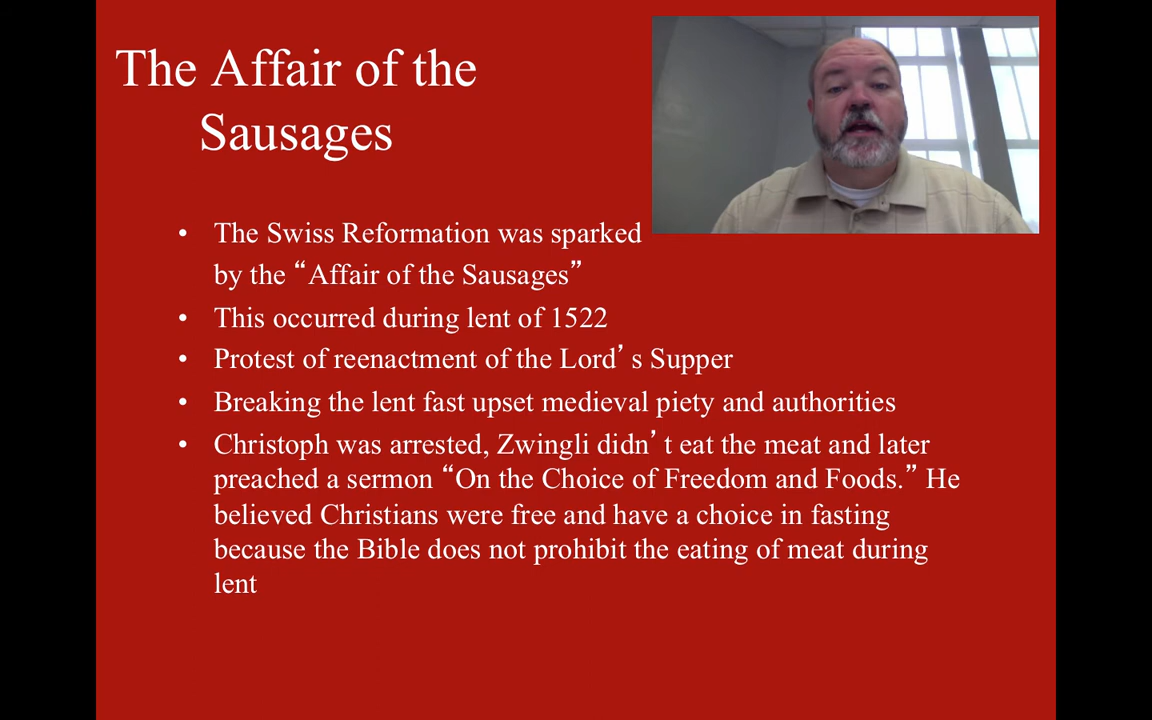 The Affair of the
Sausages
• The Swiss Reformation was sparked
by the “Affair of the Sausages”
• This occurred during lent of 1522
• Protest of reenactment of the Lord’s Supper
• Breaking the lent fast upset medieval piety and authorities
• Christoph was arrested, Zwingli didn’t eat the meat and later
preached a sermon “On the Choice of Freedom and Foods.” He
believed Christians were free and have a choice in fasting
because the Bible does not prohibit the eating of meat during
lent